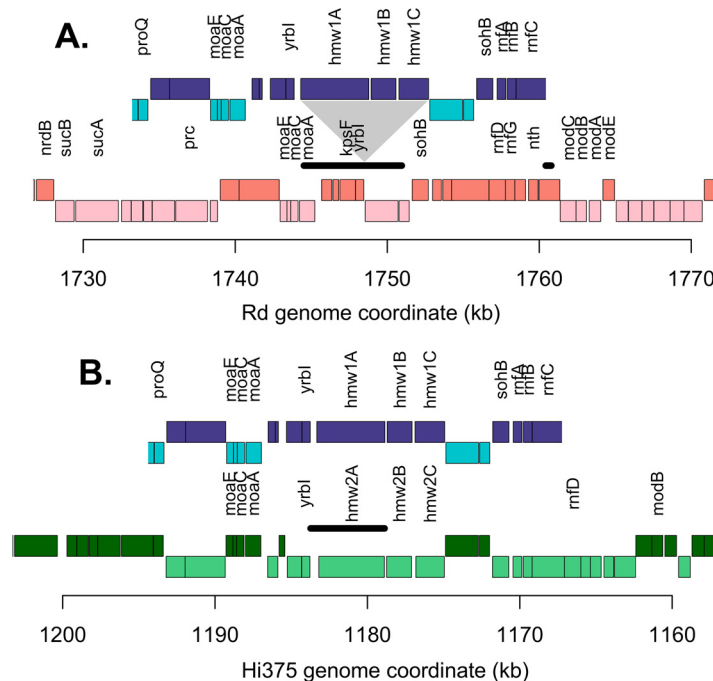 A.
proQ moaE moaC moaA yrbI hmw1A hmw1B hmw1C sohB rnfA rnfB rnfC
nrdB sucB sucA prc moaE moaC moaA kpsF yrbI sohB rnfD rnfG nth modC modB modA modE
1730 1740 1750 1760 1770
Rd genome coordinate (kb)
B.
proQ moaE moaC moaA yrbI hmw1A hmw1B hmw1C sohB rnfA rnfB rnfC
moaE moaC moaA yrbI hmw2A hmw2B hmw2C rnfD modB
1200 1190 1180 1170 1160
Hi375 genome coordinate (kb)